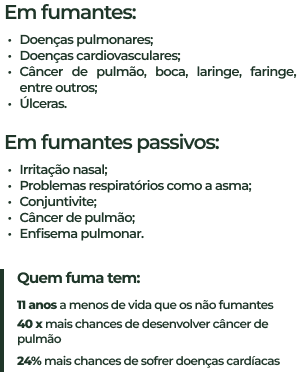 Em fumantes:
• Doenças pulmonares;
• Doenças cardiovasculares;
• Câncer de pulmão, boca, laringe, faringe,
entre outros;
• Úlceras.
Em fumantes passivos:
• Irritação nasal;
• Problemas respiratórios como a asma;
• Conjuntivite;
• Câncer de pulmão;
• Enfisema pulmonar.
Quem fuma tem:
11 anos a menos de vida que os não fumantes
40 x mais chances de desenvolver câncer de
pulmão
24% mais chances de sofrer doenças cardíacas